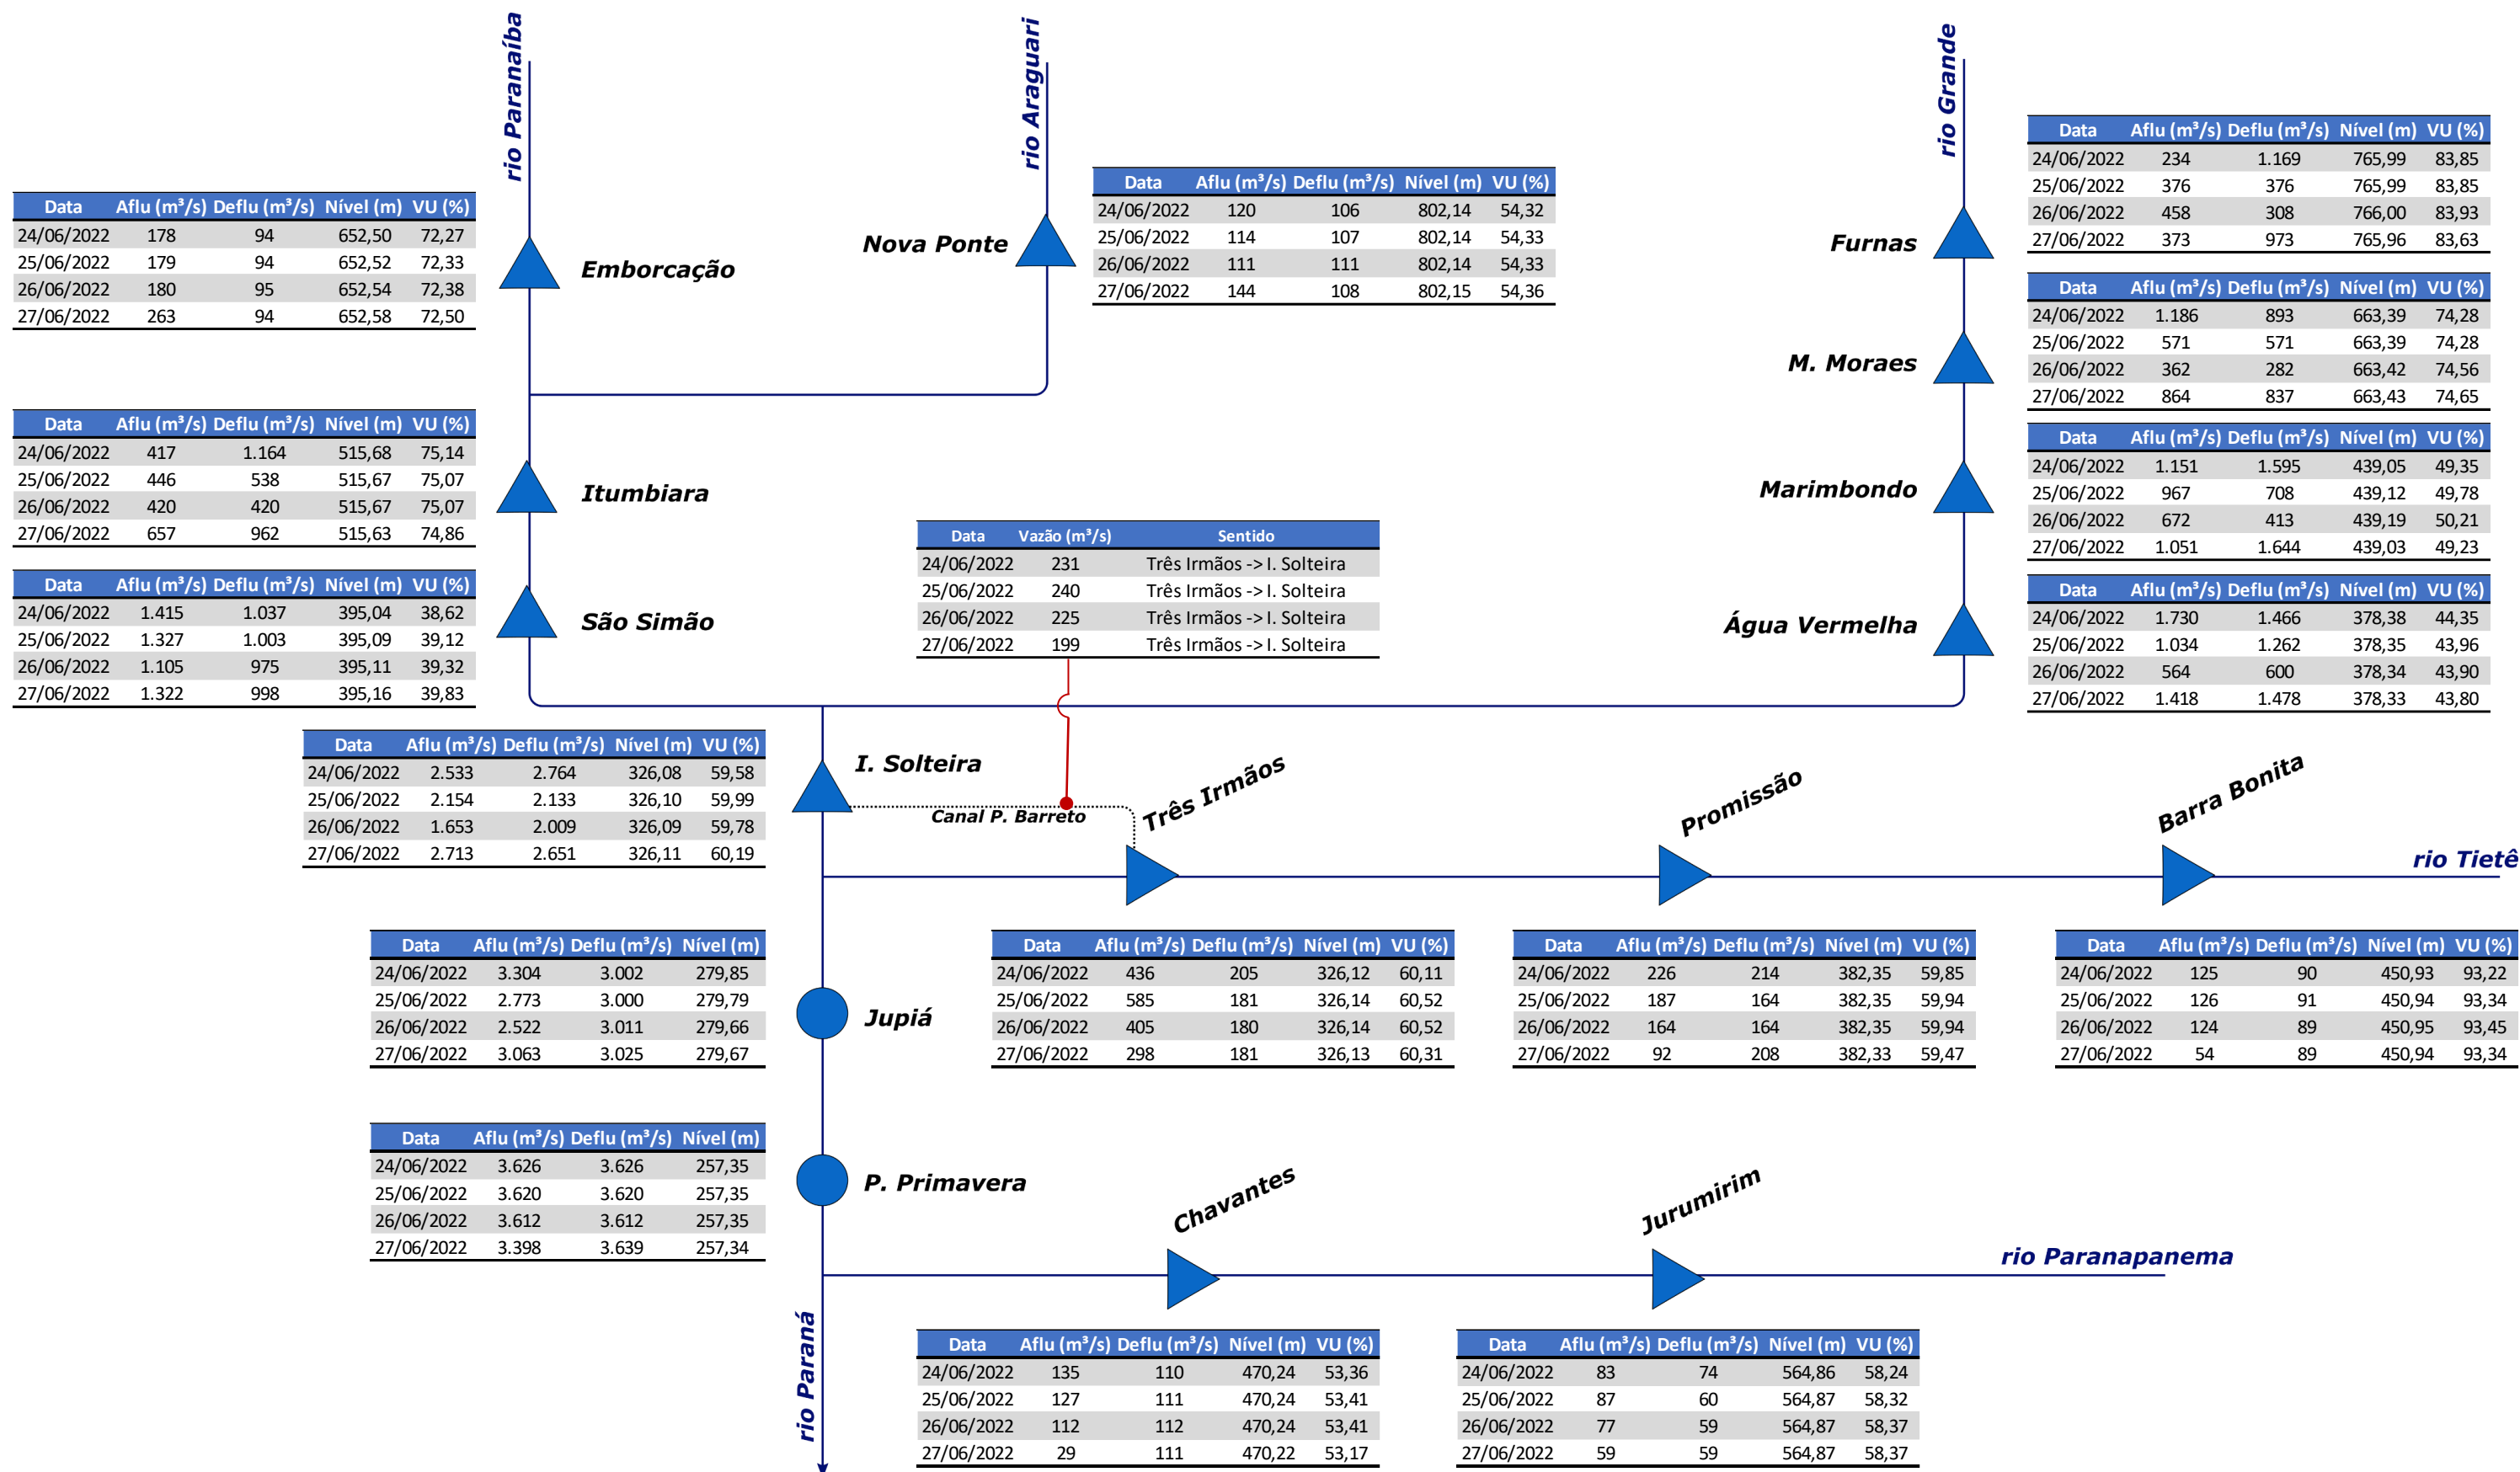 rio Paranaíba
rio Araguari
rio Grande
Data Aflu (m³/s) Deflu (m³/s) Nível (m) VU (%)
24/06/2022 234 1.169 765,99 83,85
25/06/2022 376 376 765,99 83,85
26/06/2022 458 308 766,00 83,93
27/06/2022 373 973 765,96 83,63
Furnas
Data Aflu (m³/s) Deflu (m³/s) Nível (m) VU (%)
24/06/2022 120 106 802,14 54,32
25/06/2022 114 107 802,14 54,33
26/06/2022 111 111 802,14 54,33
27/06/2022 144 108 802,15 54,36
Nova Ponte
Data Aflu (m³/s) Deflu (m³/s) Nível (m) VU (%)
24/06/2022 178 94 652,50 72,27
25/06/2022 179 94 652,52 72,33
26/06/2022 180 95 652,54 72,38
27/06/2022 263 94 652,58 72,50
Emborcação
Data Aflu (m³/s) Deflu (m³/s) Nível (m) VU (%)
24/06/2022 1.186 893 663,39 74,28
25/06/2022 571 571 663,39 74,28
26/06/2022 362 282 663,42 74,56
27/06/2022 864 837 663,43 74,65
M. Moraes
Data Aflu (m³/s) Deflu (m³/s) Nível (m) VU (%)
24/06/2022 417 1.164 515,68 75,14
25/06/2022 446 538 515,67 75,07
26/06/2022 420 420 515,67 75,07
27/06/2022 657 962 515,63 74,86
Itumbiara
Data Aflu (m³/s) Deflu (m³/s) Nível (m) VU (%)
24/06/2022 1.151 1.595 439,05 49,35
25/06/2022 967 708 439,12 49,78
26/06/2022 672 413 439,19 50,21
27/06/2022 1.051 1.644 439,03 49,23
Marimbondo
Data Vazão (m³/s) Sentido
24/06/2022 231 Três Irmãos -> I. Solteira
25/06/2022 240 Três Irmãos -> I. Solteira
26/06/2022 225 Três Irmãos -> I. Solteira
27/06/2022 199 Três Irmãos -> I. Solteira
Data Aflu (m³/s) Deflu (m³/s) Nível (m) VU (%)
24/06/2022 1.415 1.037 395,04 38,62
25/06/2022 1.327 1.003 395,09 39,12
26/06/2022 1.105 975 395,11 39,32
27/06/2022 1.322 998 395,16 39,83
São Simão
Data Aflu (m³/s) Deflu (m³/s) Nível (m) VU (%)
24/06/2022 1.730 1.466 378,38 44,35
25/06/2022 1.034 1.262 378,35 43,96
26/06/2022 564 600 378,34 43,90
27/06/2022 1.418 1.478 378,33 43,80
Água Vermelha
Data Aflu (m³/s) Deflu (m³/s) Nível (m) VU (%)
24/06/2022 2.533 2.764 326,08 59,58
25/06/2022 2.154 2.133 326,10 59,99
26/06/2022 1.653 2.009 326,09 59,78
27/06/2022 2.713 2.651 326,11 60,19
I. Solteira
Canal P. Barreto
Três Irmãos
Promissão
Barra Bonita
rio Tietê
Data Aflu (m³/s) Deflu (m³/s) Nível (m)
24/06/2022 3.304 3.002 279,85
25/06/2022 2.773 3.000 279,79
26/06/2022 2.522 3.011 279,66
27/06/2022 3.063 3.025 279,67
Jupiá
Data Aflu (m³/s) Deflu (m³/s) Nível (m) VU (%)
24/06/2022 436 205 326,12 60,11
25/06/2022 585 181 326,14 60,52
26/06/2022 405 180 326,14 60,52
27/06/2022 298 181 326,13 60,31
Data Aflu (m³/s) Deflu (m³/s) Nível (m) VU (%)
24/06/2022 226 214 382,35 59,85
25/06/2022 187 164 382,35 59,94
26/06/2022 164 164 382,35 59,94
27/06/2022 92 208 382,33 59,47
Data Aflu (m³/s) Deflu (m³/s) Nível (m) VU (%)
24/06/2022 125 90 450,93 93,22
25/06/2022 126 91 450,94 93,34
26/06/2022 124 89 450,95 93,45
27/06/2022 54 89 450,94 93,34
Data Aflu (m³/s) Deflu (m³/s) Nível (m)
24/06/2022 3.626 3.626 257,35
25/06/2022 3.620 3.620 257,35
26/06/2022 3.612 3.612 257,35
27/06/2022 3.398 3.639 257,34
P. Primavera
Chavantes
Jurumirim
rio Paranapanema
rio Paraná
Data Aflu (m³/s) Deflu (m³/s) Nível (m) VU (%)
24/06/2022 135 110 470,24 53,36
25/06/2022 127 111 470,24 53,41
26/06/2022 112 112 470,24 53,41
27/06/2022 29 111 470,22 53,17
Data Aflu (m³/s) Deflu (m³/s) Nível (m) VU (%)
24/06/2022 83 74 564,86 58,24
25/06/2022 87 60 564,87 58,32
26/06/2022 77 59 564,87 58,37
27/06/2022 59 59 564,87 58,37